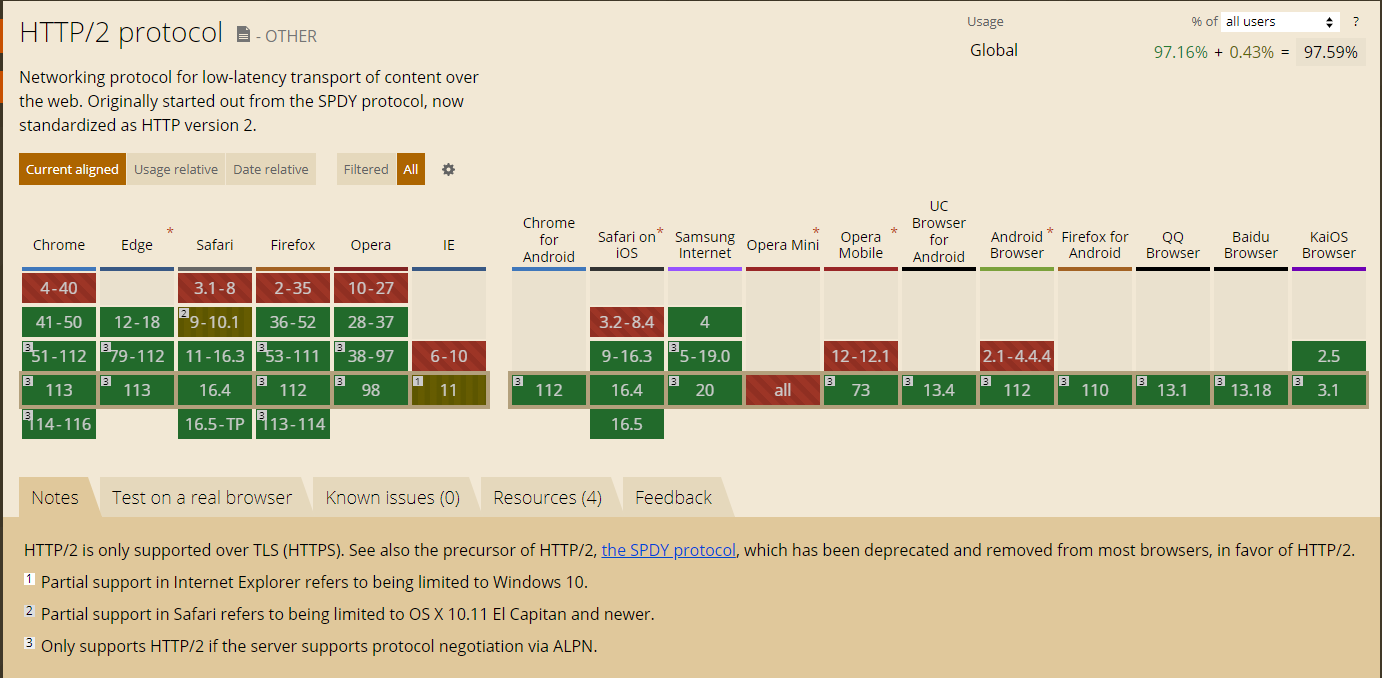 HTTP/2 protocol - OTHER
Usage % of all users ?
Global 97.16% + 0.43% = 97.59%
Networking protocol for low-latency transport of content over
the web. Originally started out from the SPDY protocol, now
standardized as HTTP version 2.
Current aligned Usage relative Date relative Filtered All
Chrome Edge * Safari Firefox Opera IE Chrome for Android Safari on iOS * Samsung Internet Opera Mini * Opera Mobile * UC Browser for Android Android Browser * Firefox for Android QQ Browser Baidu Browser KaiOS Browser
4-40 3.1-8 2-35 10-27
41-50 12-18 2 9-10.1 36-52 28-37 3.2-8.4 4
3 51-112 3 79-112 11-16.3 3 53-111 3 38-97 6-10 9-16.3 3 5-19.0 12-12.1 2.1-4.4.4 2.5
3 113 3 113 16.4 3 112 3 98 1 11 3 112 16.4 3 20 all 3 73 3 13.4 3 112 3 110 3 13.1 3 13.18 3 3.1
3 114-116 16.5-TP 3 113-114 16.5
Notes Test on a real browser Known issues (0) Resources (4) Feedback
HTTP/2 is only supported over TLS (HTTPS). See also the precursor of HTTP/2, the SPDY protocol, which has been deprecated and removed from most browsers, in favor of HTTP/2.
1 Partial support in Internet Explorer refers to being limited to Windows 10.
2 Partial support in Safari refers to being limited to OS X 10.11 El Capitan and newer.
3 Only supports HTTP/2 if the server supports protocol negotiation via ALPN.